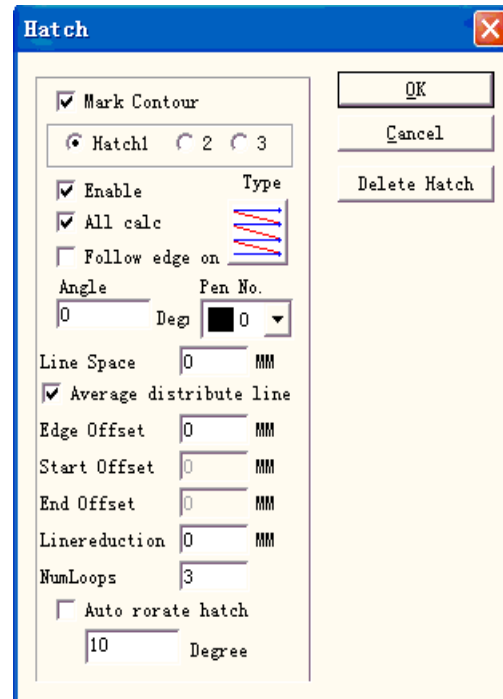 Hatch
OK
Cancel
Delete Hatch
Mark Contour
Hatch1 2 3
Enable
Type
All calc
Follow edge on
Angle Pen No.
0 Deg 0
Line Space 0 MM
Average distribute line
Edge Offset 0 MM
Start Offset 0 MM
End Offset 0 MM
Linereduction 0 MM
NumLoops 3
Auto rorate hatch
10 Degree